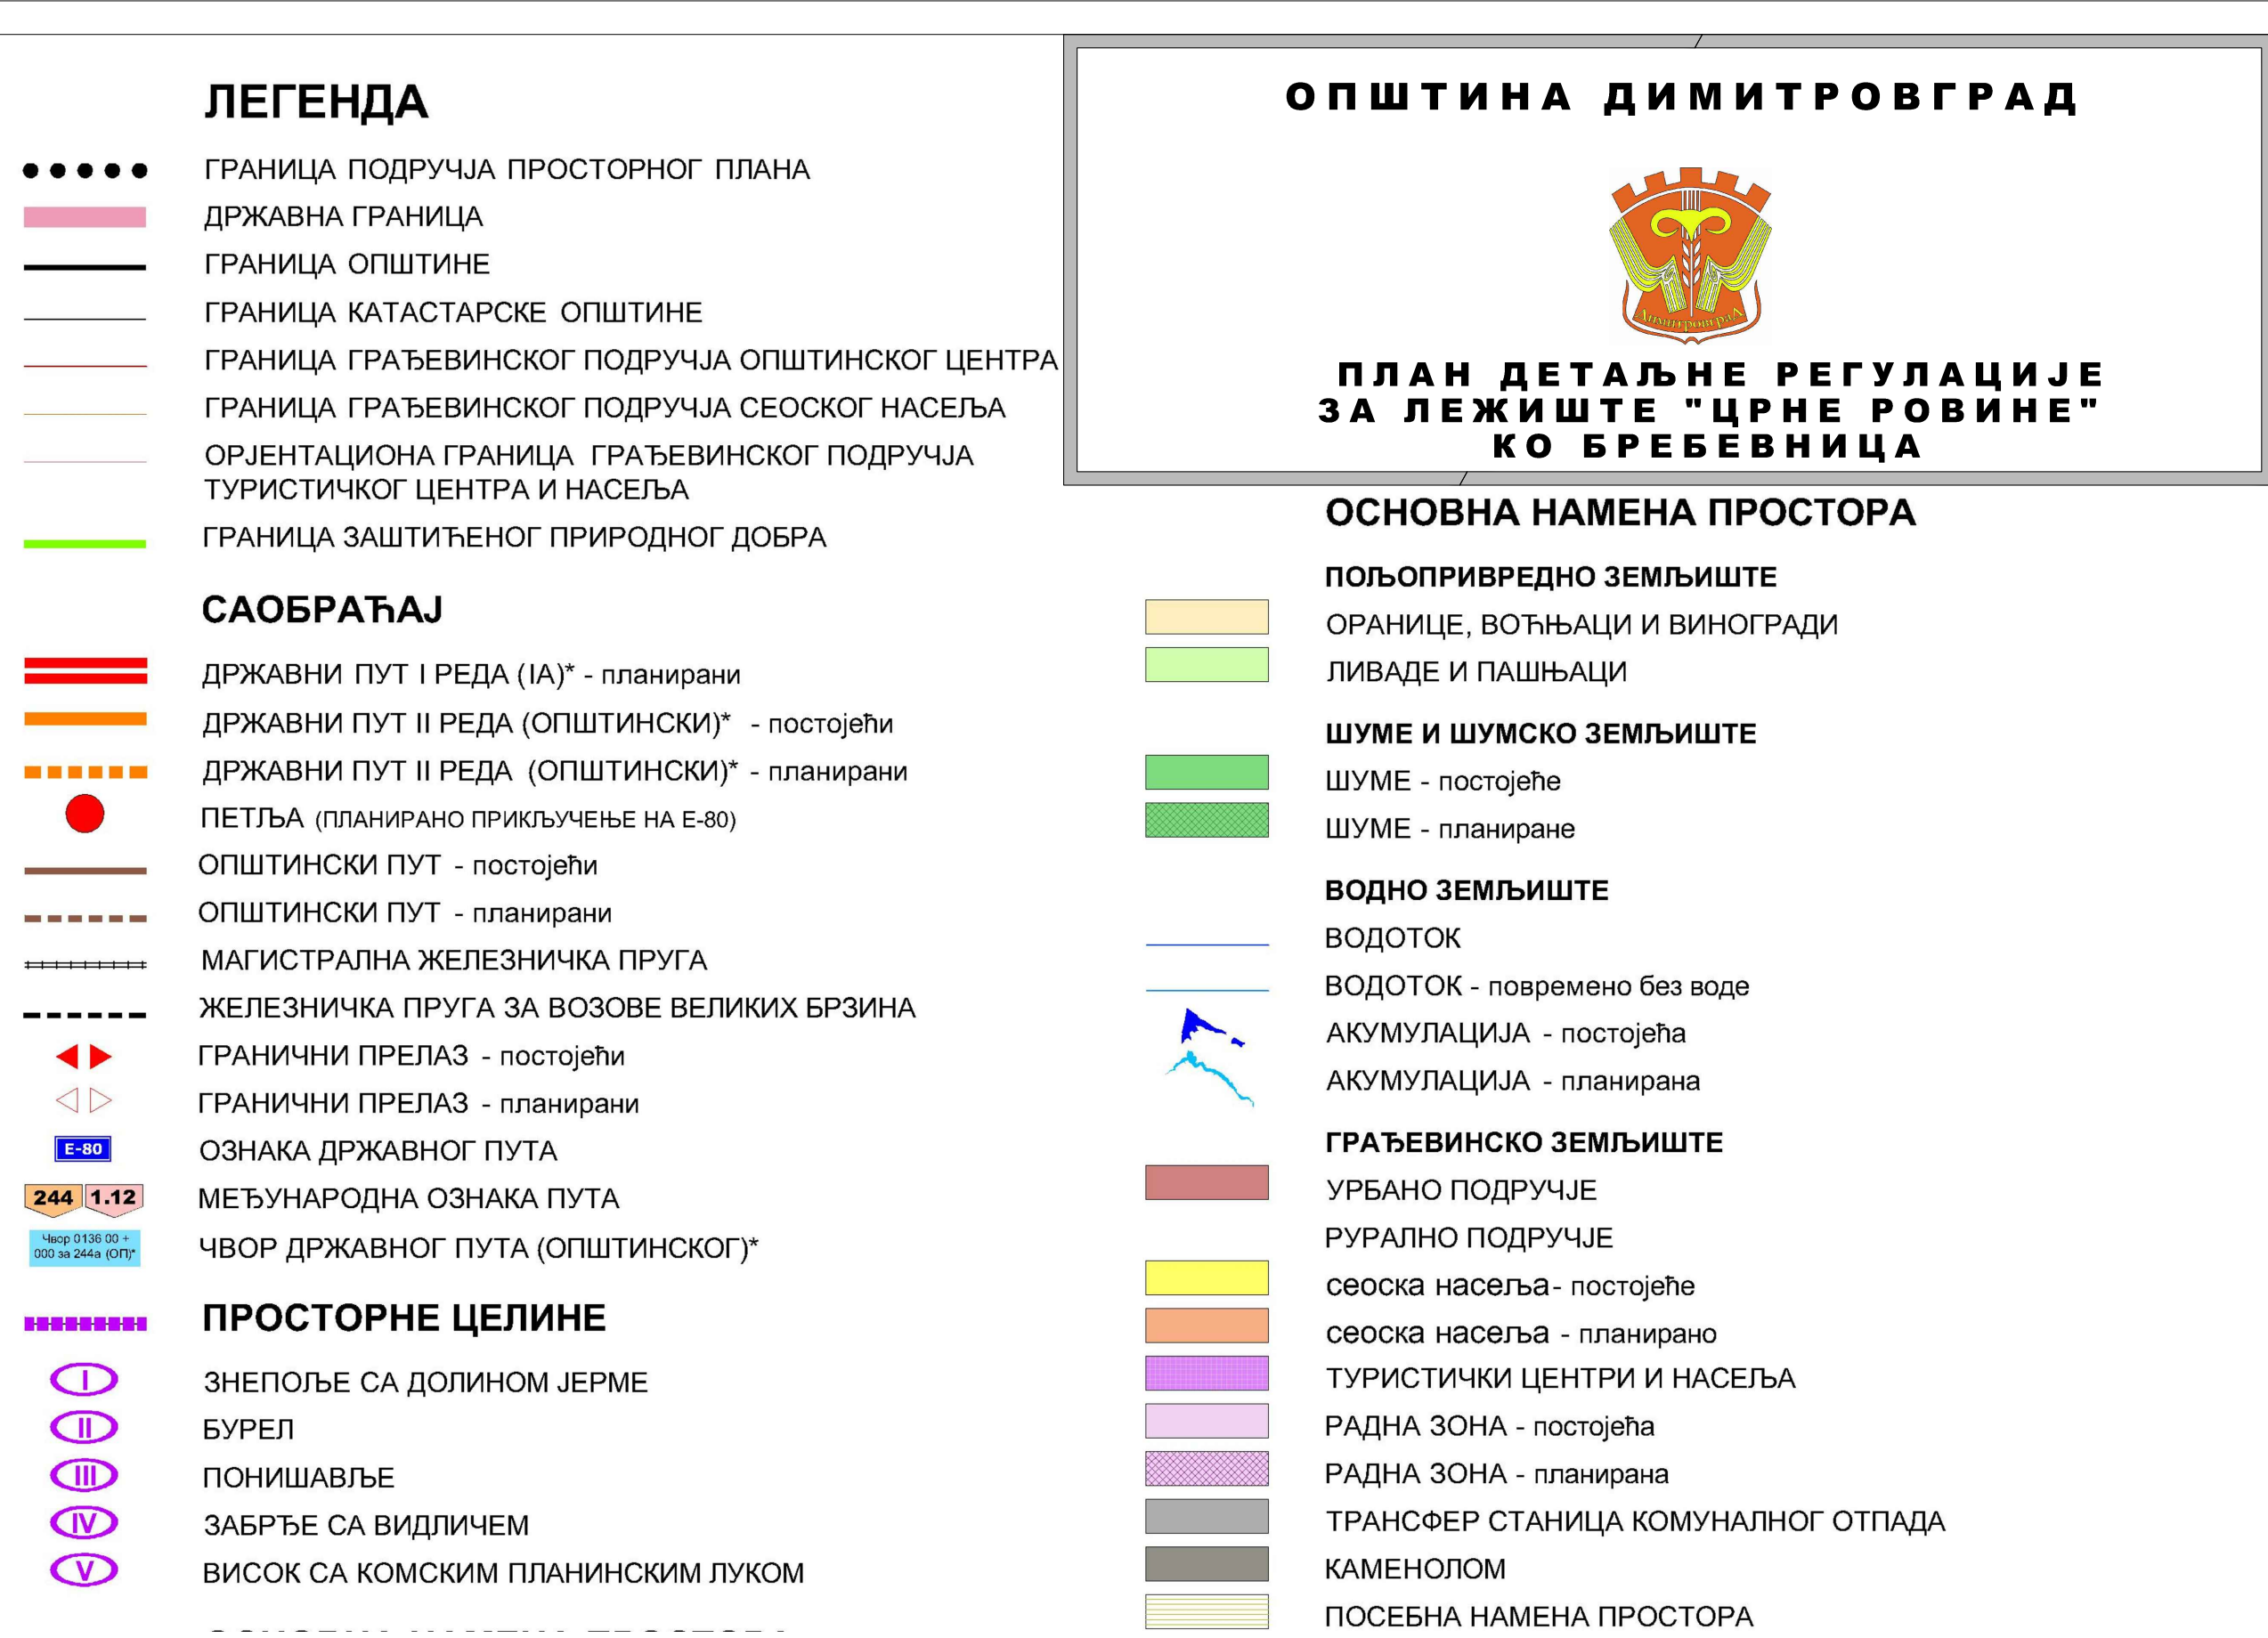 ЛЕГЕНДА
ГРАНИЦА ПОДРУЧЈА ПРОСТОРНОГ ПЛАНА
ДРЖАВНА ГРАНИЦА
ГРАНИЦА ОПШТИНЕ
ГРАНИЦА КАТАСТАРСКЕ ОПШТИНЕ
ГРАНИЦА ГРАЂЕВИНСКОГ ПОДРУЧЈА ОПШТИНСКОГ ЦЕНТРА
ГРАНИЦА ГРАЂЕВИНСКОГ ПОДРУЧЈА СЕОСКОГ НАСЕЉА
ОРЈЕНТАЦИОНА ГРАНИЦА ГРАЂЕВИНСКОГ ПОДРУЧЈА
ТУРИСТИЧКОГ ЦЕНТРА И НАСЕЉА
ГРАНИЦА ЗАШТИЋЕНОГ ПРИРОДНОГ ДОБРА
САОБРАЋАЈ
ДРЖАВНИ ПУТ I РЕДА (IА)* - планирани
ДРЖАВНИ ПУТ II РЕДА (ОПШТИНСКИ)* - постојећи
ДРЖАВНИ ПУТ II РЕДА (ОПШТИНСКИ)* - планирани
ПЕТЉА (ПЛАНИРАНО ПРИКЉУЧЕЊЕ НА Е-80)
ОПШТИНСКИ ПУТ - постојећи
ОПШТИНСКИ ПУТ - планирани
МАГИСТРАЛНА ЖЕЛЕЗНИЧКА ПРУГА
ЖЕЛЕЗНИЧКА ПРУГА ЗА ВОЗОВЕ ВЕЛИКИХ БРЗИНА
ГРАНИЧНИ ПРЕЛАЗ - постојећи
ГРАНИЧНИ ПРЕЛАЗ - планирани
Е-80 ОЗНАКА ДРЖАВНОГ ПУТА
244 1.12 МЕЂУНАРОДНА ОЗНАКА ПУТА
Чвор 0136 00 +
000 за 244а (ОП)*
ЧВОР ДРЖАВНОГ ПУТА (ОПШТИНСКОГ)*
ПРОСТОРНЕ ЦЕЛИНЕ
I ЗНЕПОЉЕ СА ДОЛИНОМ ЈЕРМЕ
II БУРЕЛ
III ПОНИШАВЉЕ
IV ЗАБРЂЕ СА ВИДЛИЧЕМ
V ВИСОК СА КОМСКИМ ПЛАНИНСКИМ ЛУКОМ
ОПШТИНА ДИМИТРОВГРАД
ДимитровграД
ПЛАН ДЕТАЉНЕ РЕГУЛАЦИЈЕ
ЗА ЛЕЖИШТЕ "ЦРНЕ РОВИНЕ"
КО БРЕБЕВНИЦА
ОСНОВНА НАМЕНА ПРОСТОРА
ПОЉОПРИВРЕДНО ЗЕМЉИШТЕ
ОРАНИЦЕ, ВОЋЊАЦИ И ВИНОГРАДИ
ЛИВАДЕ И ПАШЊАЦИ
ШУМЕ И ШУМСКО ЗЕМЉИШТЕ
ШУМЕ - постојеће
ШУМЕ - планиране
ВОДНО ЗЕМЉИШТЕ
ВОДОТОК
ВОДОТОК - повремено без воде
АКУМУЛАЦИЈА - постојећа
АКУМУЛАЦИЈА - планирана
ГРАЂЕВИНСКО ЗЕМЉИШТЕ
УРБАНО ПОДРУЧЈЕ
РУРАЛНО ПОДРУЧЈЕ
сеоска насеља- постојеће
сеоска насеља - планирано
ТУРИСТИЧКИ ЦЕНТРИ И НАСЕЉА
РАДНА ЗОНА - постојећа
РАДНА ЗОНА - планирана
ТРАНСФЕР СТАНИЦА КОМУНАЛНОГ ОТПАДА
КАМЕНОЛОМ
ПОСЕБНА НАМЕНА ПРОСТОРА